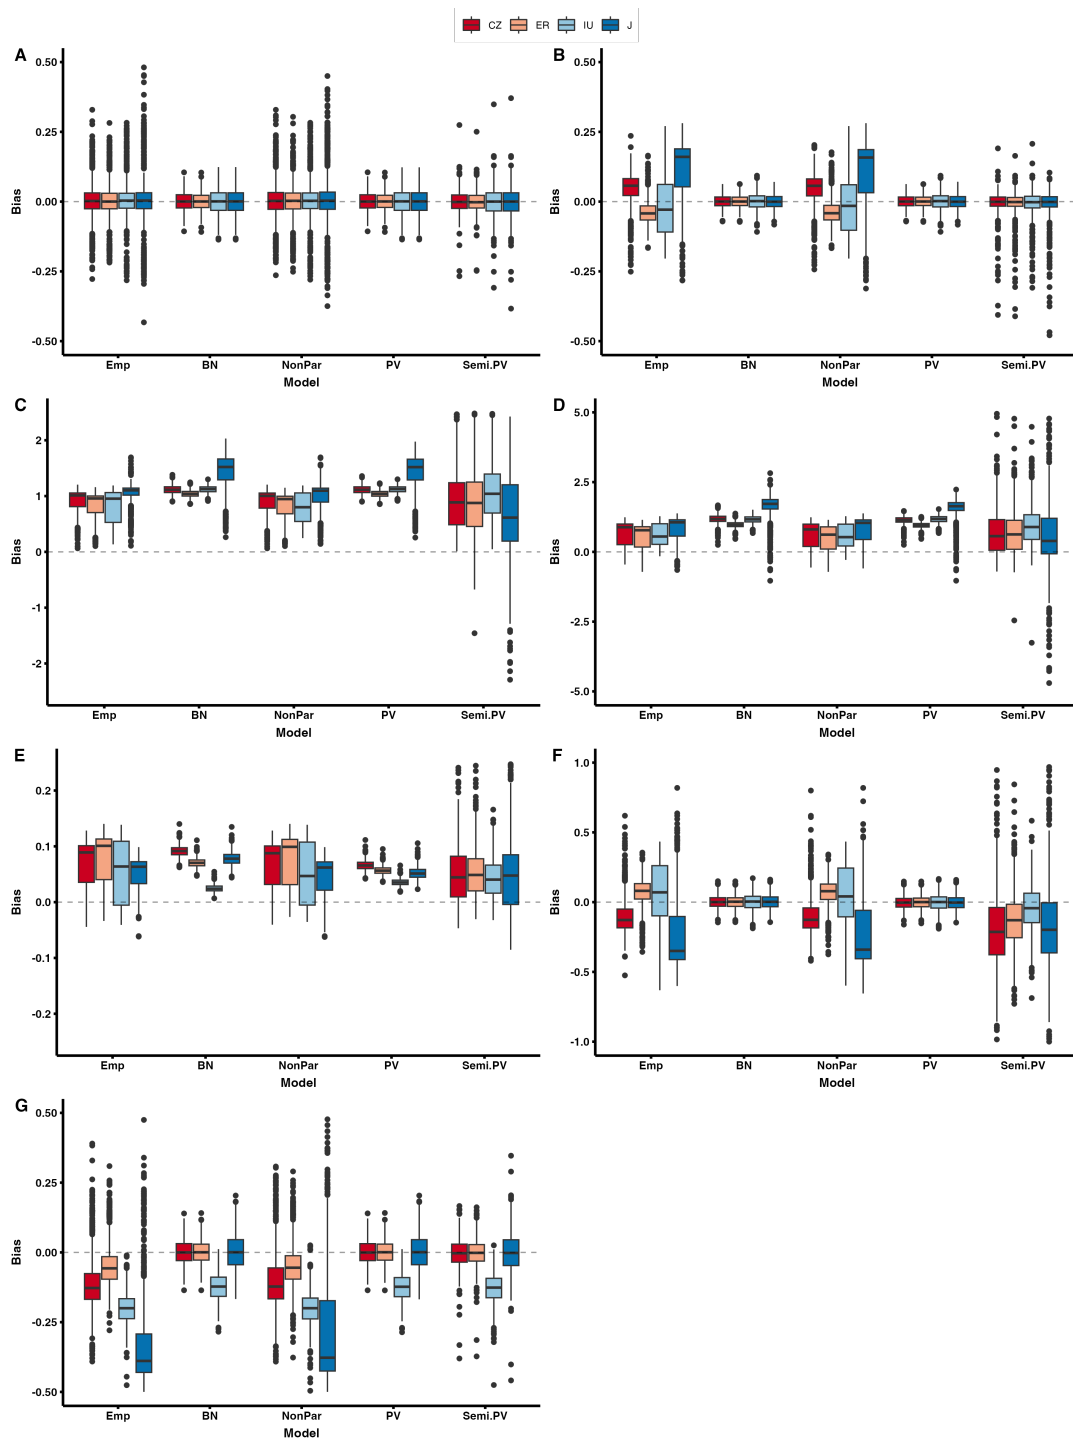 CZ ER IU J
A
0.50
0.25
0.00
-0.25
-0.50
Bias
Emp BN NonPar PV Semi.PV
Model
B
0.50
0.25
0.00
-0.25
-0.50
Bias
Emp BN NonPar PV Semi.PV
Model
C
2
1
0
-1
-2
Bias
Emp BN NonPar PV Semi.PV
Model
D
5.0
2.5
0.0
-2.5
-5.0
Bias
Emp BN NonPar PV Semi.PV
Model
E
0.2
0.1
0.0
-0.1
-0.2
Bias
Emp BN NonPar PV Semi.PV
Model
F
1.0
0.5
0.0
-0.5
-1.0
Bias
Emp BN NonPar PV Semi.PV
Model
G
0.50
0.25
0.00
-0.25
-0.50
Bias
Emp BN NonPar PV Semi.PV
Model